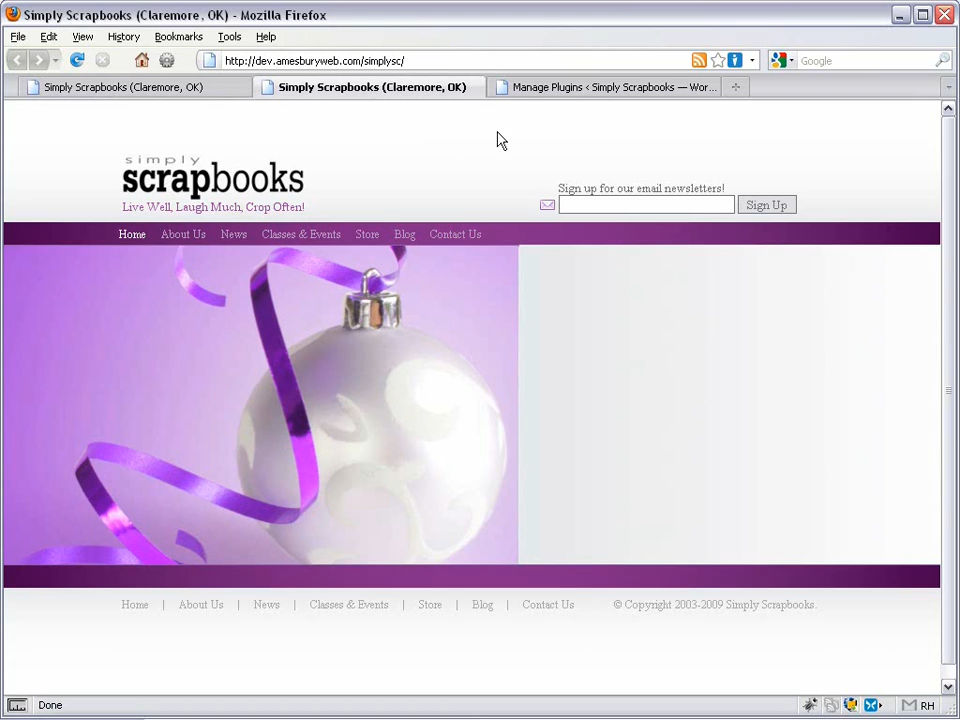 Simply Scrapbooks (Claremore, OK) - Mozilla Firefox
File Edit View History Bookmarks Tools Help
http://dev.amesburyweb.com/simplysc/ Google
Simply Scrapbooks (Claremore, OK) Simply Scrapbooks (Claremore, OK) Manage Plugins ‹ Simply Scrapbooks — Wor...
simply
scrapbooks
Live Well, Laugh Much, Crop Often!
Sign up for our email newsletters!
Sign Up
Home About Us News Classes & Events Store Blog Contact Us
Home | About Us | News | Classes & Events | Store | Blog | Contact Us © Copyright 2003-2009 Simply Scrapbooks.
Done RH